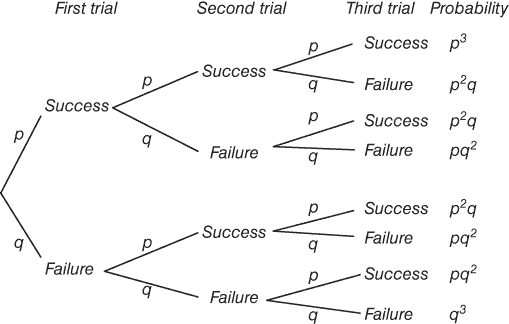 First trial Second trial Third trial Probability
p Success p³
p Success
q Failure p²q
Success
p
q Failure
p Success p²q
q Failure pq²
q Failure
p Success
p Success p²q
q Failure pq²
q Failure
p Success pq²
q Failure q³